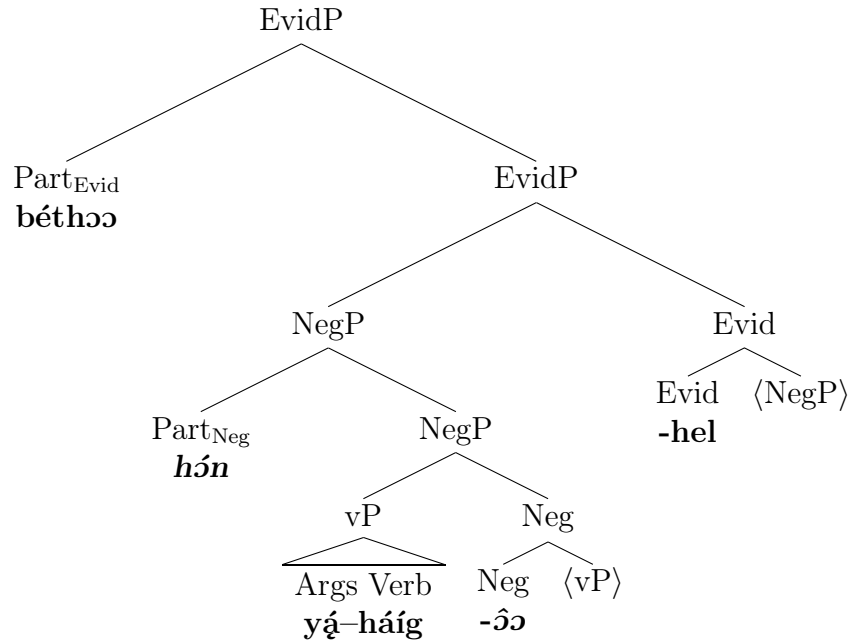 EvidP
Part_Evid EvidP
béthɔɔ
NegP Evid
Evid ⟨NegP⟩
-hel
Part_Neg NegP
hɔ́n
vP Neg
Args Verb Neg ⟨vP⟩
yą́–háíg -ɔ̂ɔ